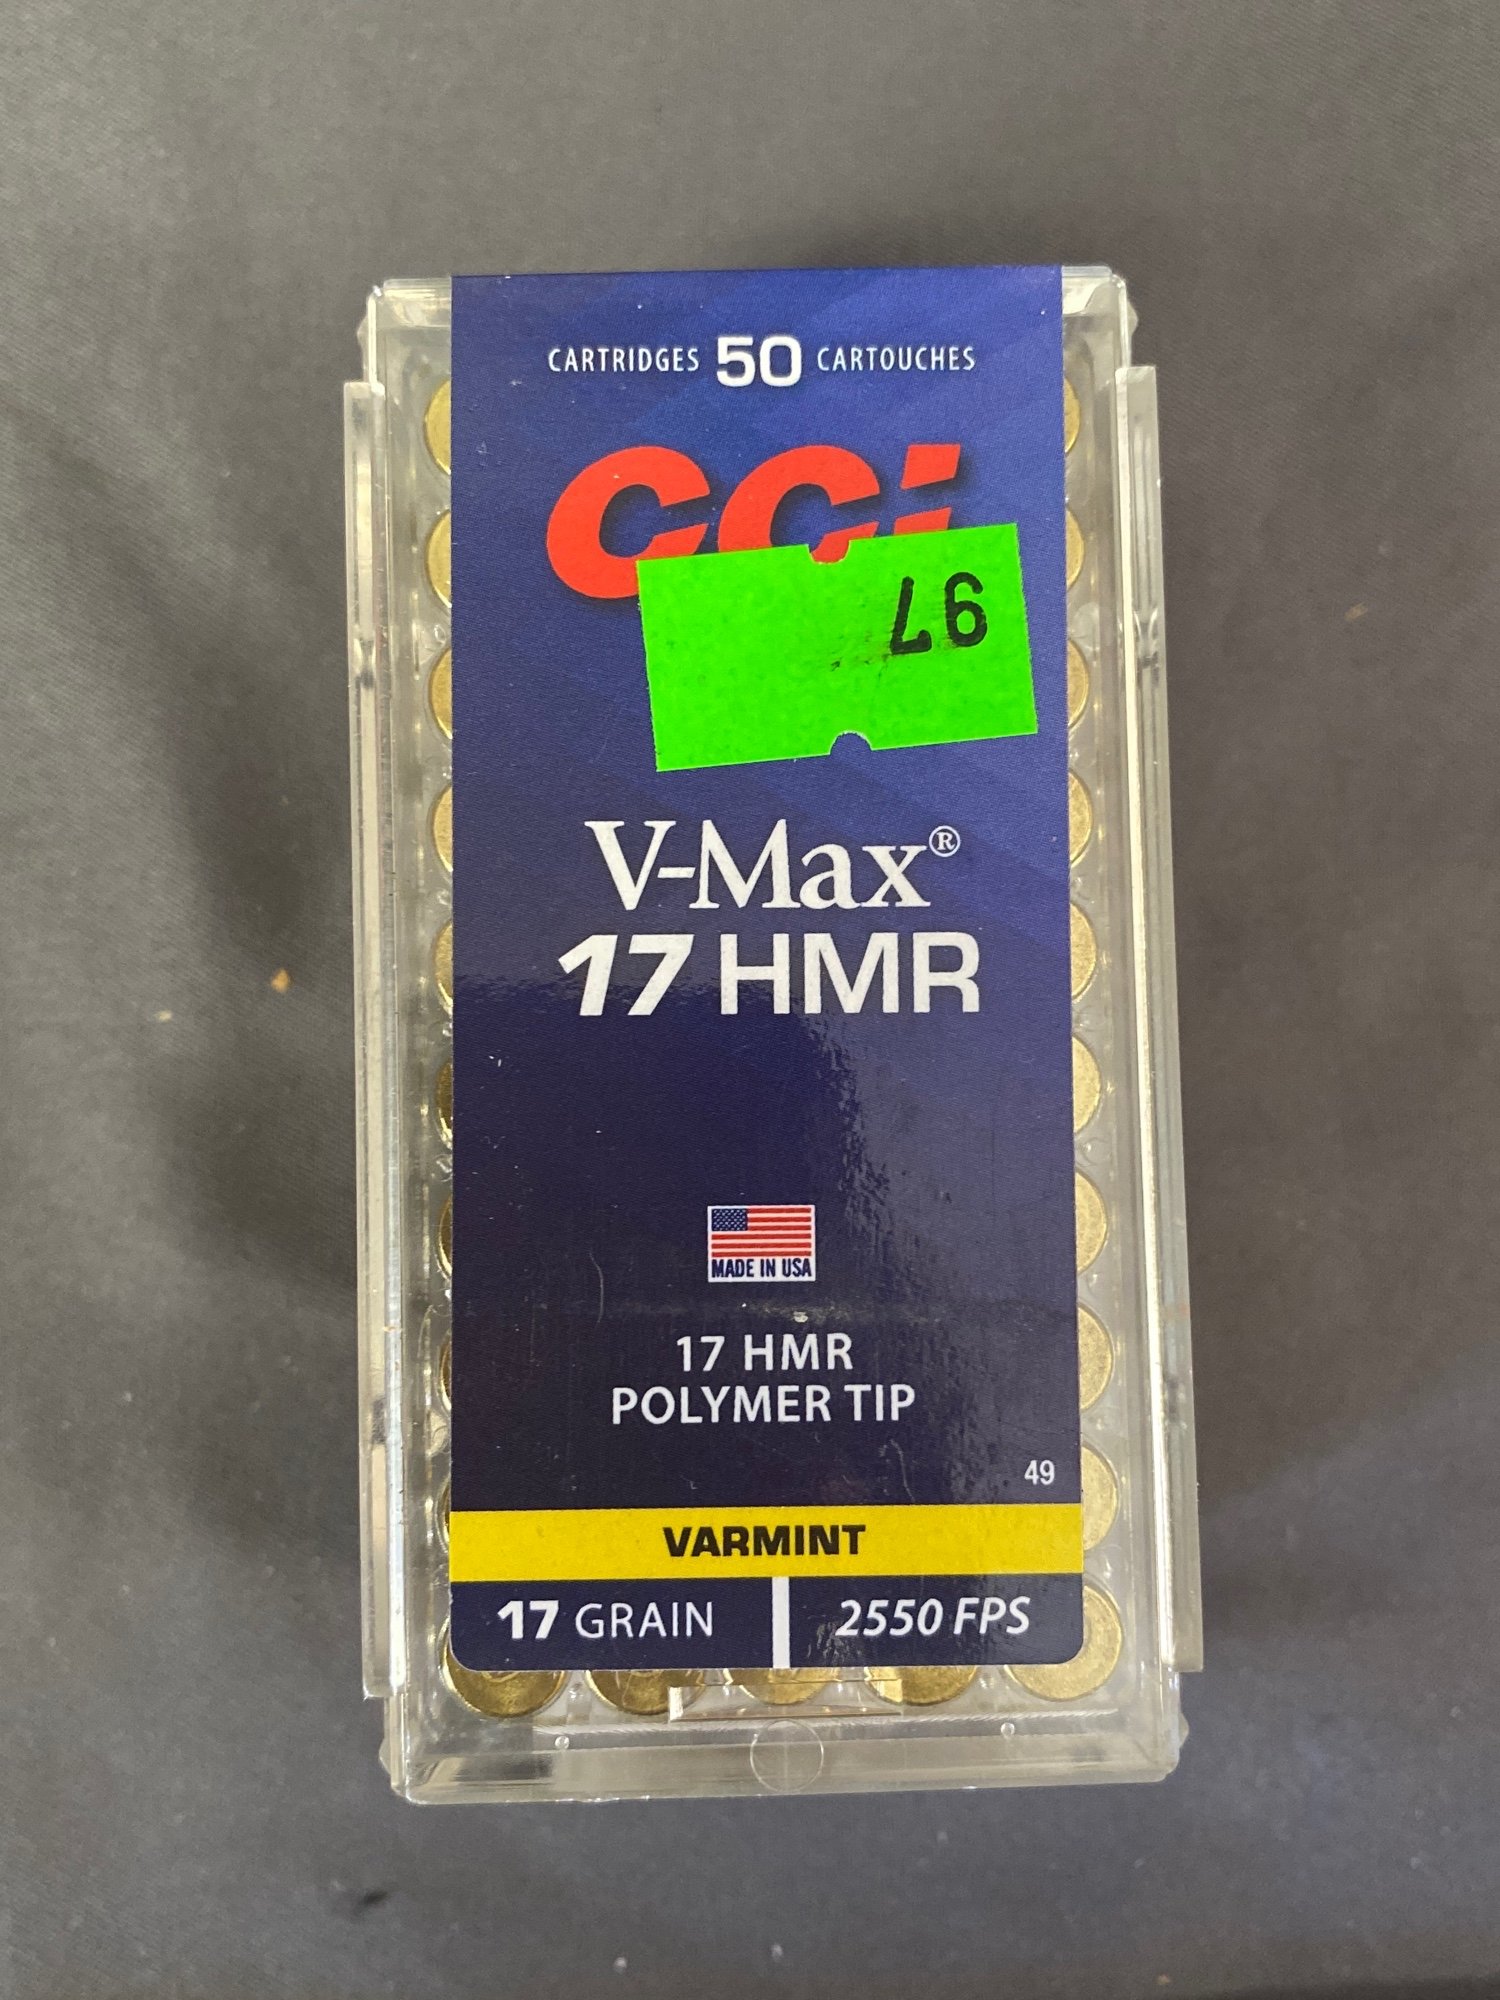 CARTRIDGES 50 CARTOUCHES
CCI
97
V-Max®
17 HMR
MADE IN USA
17 HMR
POLYMER TIP
49
VARMINT
17 GRAIN 2550 FPS